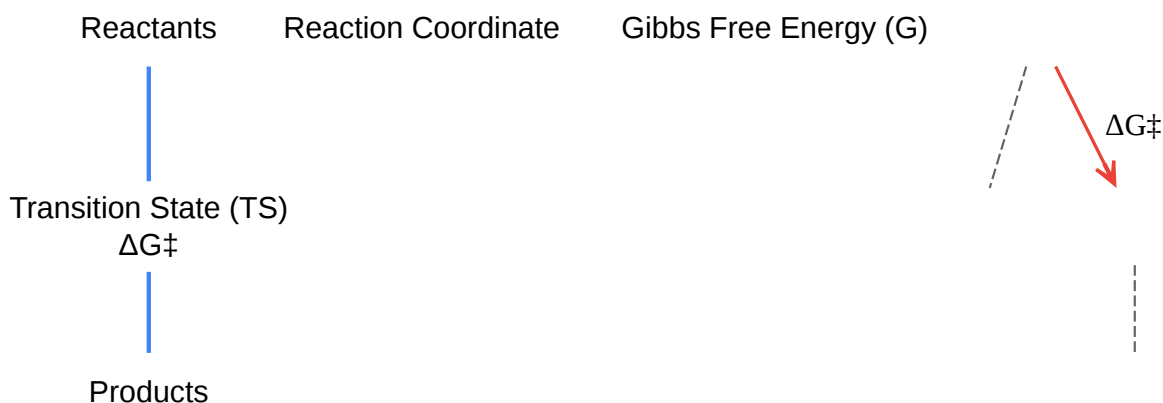 Reactants
Reaction Coordinate
Gibbs Free Energy (G)
ΔG‡
Transition State (TS)
ΔG‡
Products